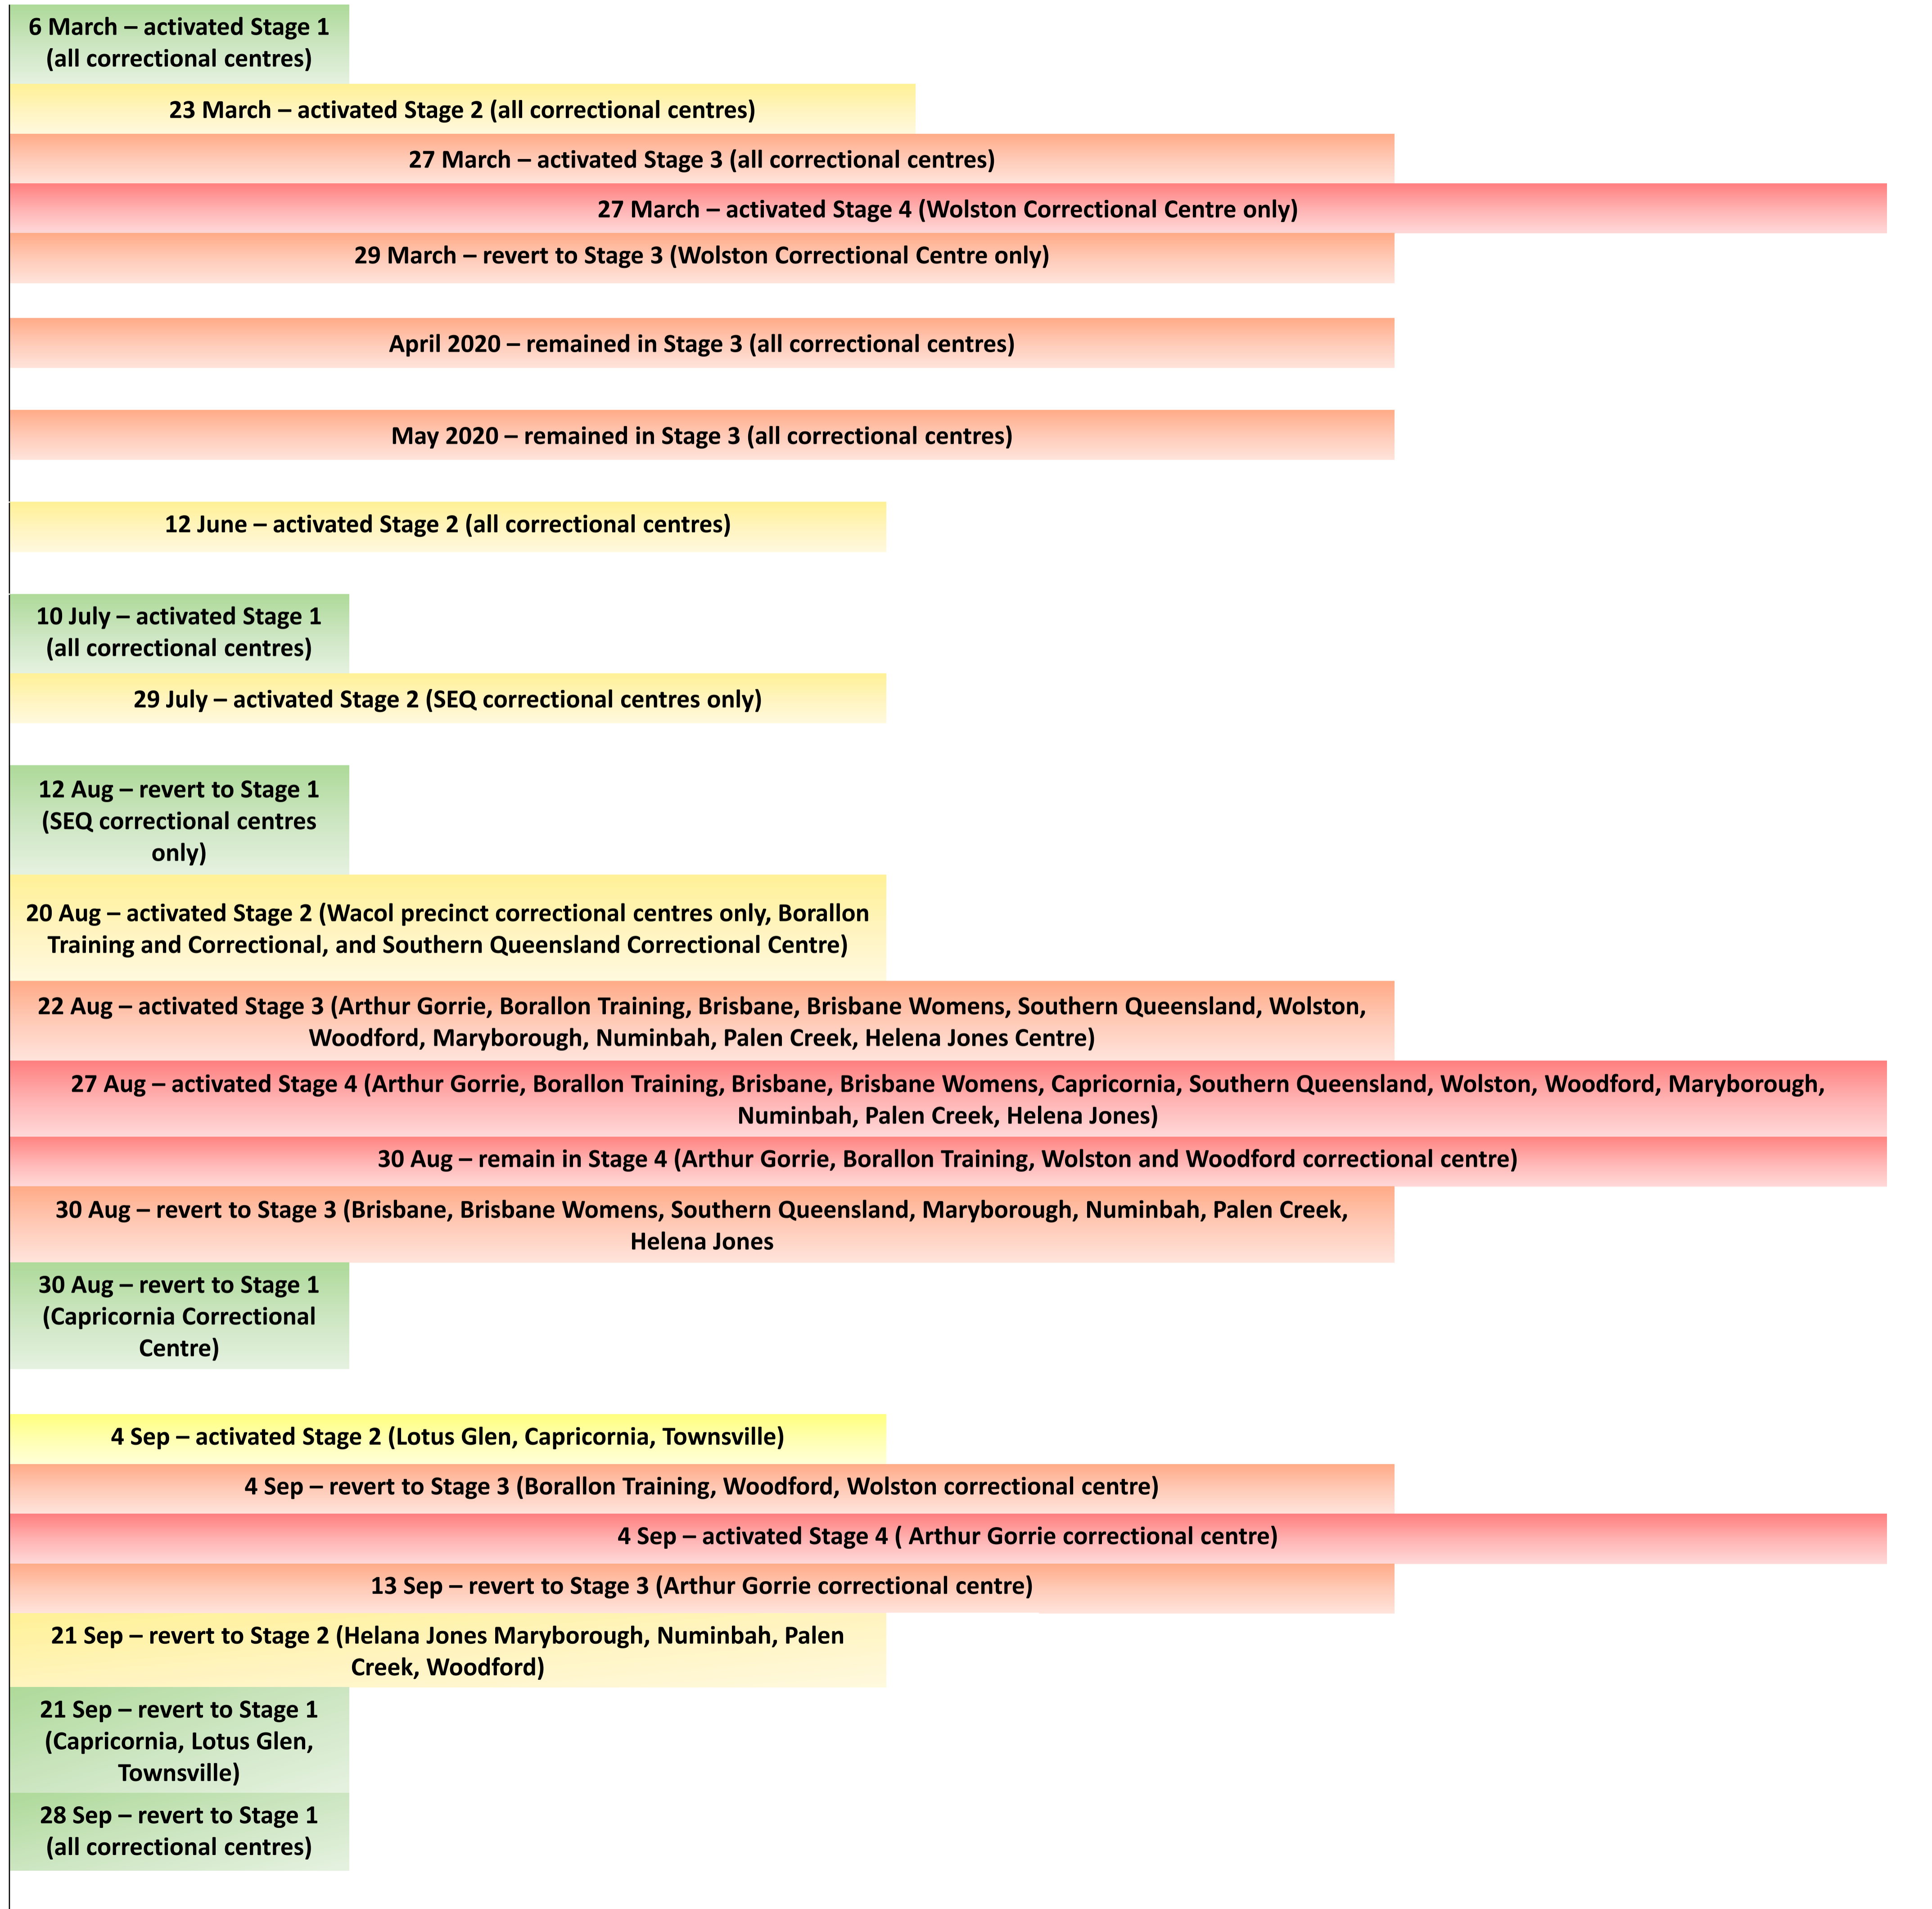 6 March – activated Stage 1
(all correctional centres)
23 March – activated Stage 2 (all correctional centres)
27 March – activated Stage 3 (all correctional centres)
27 March – activated Stage 4 (Wolston Correctional Centre only)
29 March – revert to Stage 3 (Wolston Correctional Centre only)
April 2020 – remained in Stage 3 (all correctional centres)
May 2020 – remained in Stage 3 (all correctional centres)
12 June – activated Stage 2 (all correctional centres)
10 July – activated Stage 1
(all correctional centres)
29 July – activated Stage 2 (SEQ correctional centres only)
12 Aug – revert to Stage 1
(SEQ correctional centres
only)
20 Aug – activated Stage 2 (Wacol precinct correctional centres only, Borallon
Training and Correctional, and Southern Queensland Correctional Centre)
22 Aug – activated Stage 3 (Arthur Gorrie, Borallon Training, Brisbane, Brisbane Womens, Southern Queensland, Wolston,
Woodford, Maryborough, Numinbah, Palen Creek, Helena Jones Centre)
27 Aug – activated Stage 4 (Arthur Gorrie, Borallon Training, Brisbane, Brisbane Womens, Capricornia, Southern Queensland, Wolston, Woodford, Maryborough,
Numinbah, Palen Creek, Helena Jones)
30 Aug – remain in Stage 4 (Arthur Gorrie, Borallon Training, Wolston and Woodford correctional centre)
30 Aug – revert to Stage 3 (Brisbane, Brisbane Womens, Southern Queensland, Maryborough, Numinbah, Palen Creek,
Helena Jones
30 Aug – revert to Stage 1
(Capricornia Correctional
Centre)
4 Sep – activated Stage 2 (Lotus Glen, Capricornia, Townsville)
4 Sep – revert to Stage 3 (Borallon Training, Woodford, Wolston correctional centre)
4 Sep – activated Stage 4 ( Arthur Gorrie correctional centre)
13 Sep – revert to Stage 3 (Arthur Gorrie correctional centre)
21 Sep – revert to Stage 2 (Helana Jones Maryborough, Numinbah, Palen
Creek, Woodford)
21 Sep – revert to Stage 1
(Capricornia, Lotus Glen,
Townsville)
28 Sep – revert to Stage 1
(all correctional centres)